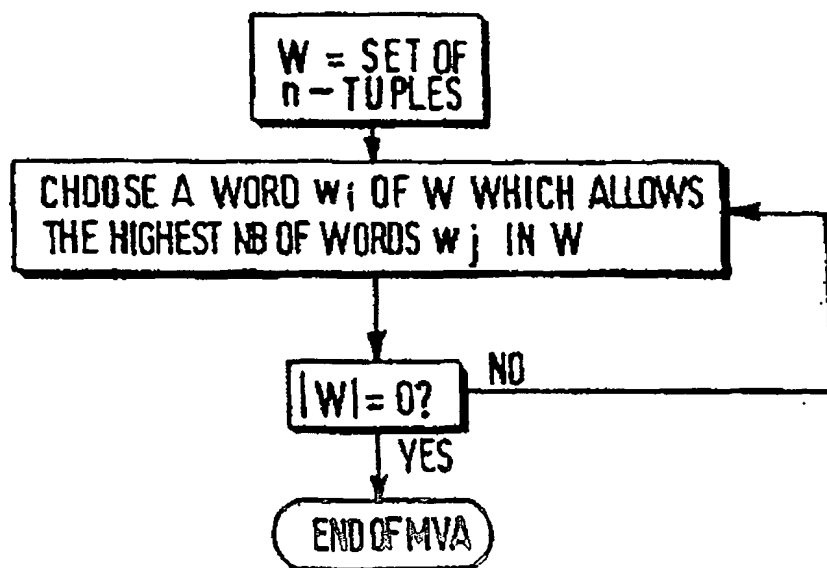 W = SET OF
n - TUPLES
CHOOSE A WORD wi OF W WHICH ALLOWS
THE HIGHEST NB OF WORDS wj IN W
|W| = 0?
NO
YES
END OF MVA